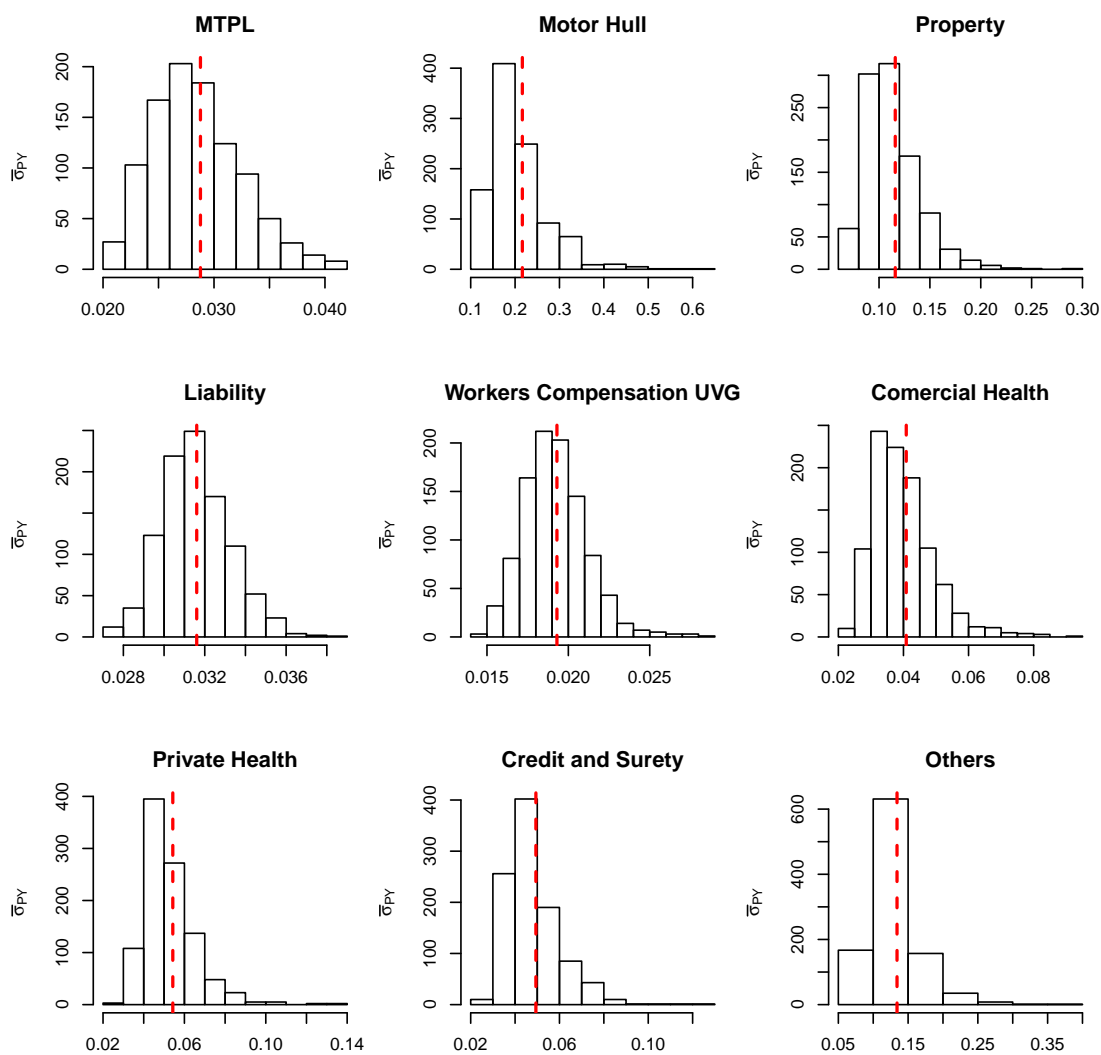 MTPL
σ̅PY
0 50 100 150 200
0.020 0.030 0.040
Motor Hull
σ̅PY
0 100 200 300 400
0.1 0.2 0.3 0.4 0.5 0.6
Property
σ̅PY
0 50 150 250
0.10 0.15 0.20 0.25 0.30
Liability
σ̅PY
0 50 100 200
0.028 0.032 0.036
Workers Compensation UVG
σ̅PY
0 50 100 150 200
0.015 0.020 0.025
Comercial Health
σ̅PY
0 50 100 200
0.02 0.04 0.06 0.08
Private Health
σ̅PY
0 100 200 300 400
0.02 0.06 0.10 0.14
Credit and Surety
σ̅PY
0 100 200 300 400
0.02 0.04 0.06 0.08 0.10
Others
σ̅PY
0 200 400 600
0.05 0.15 0.25 0.35